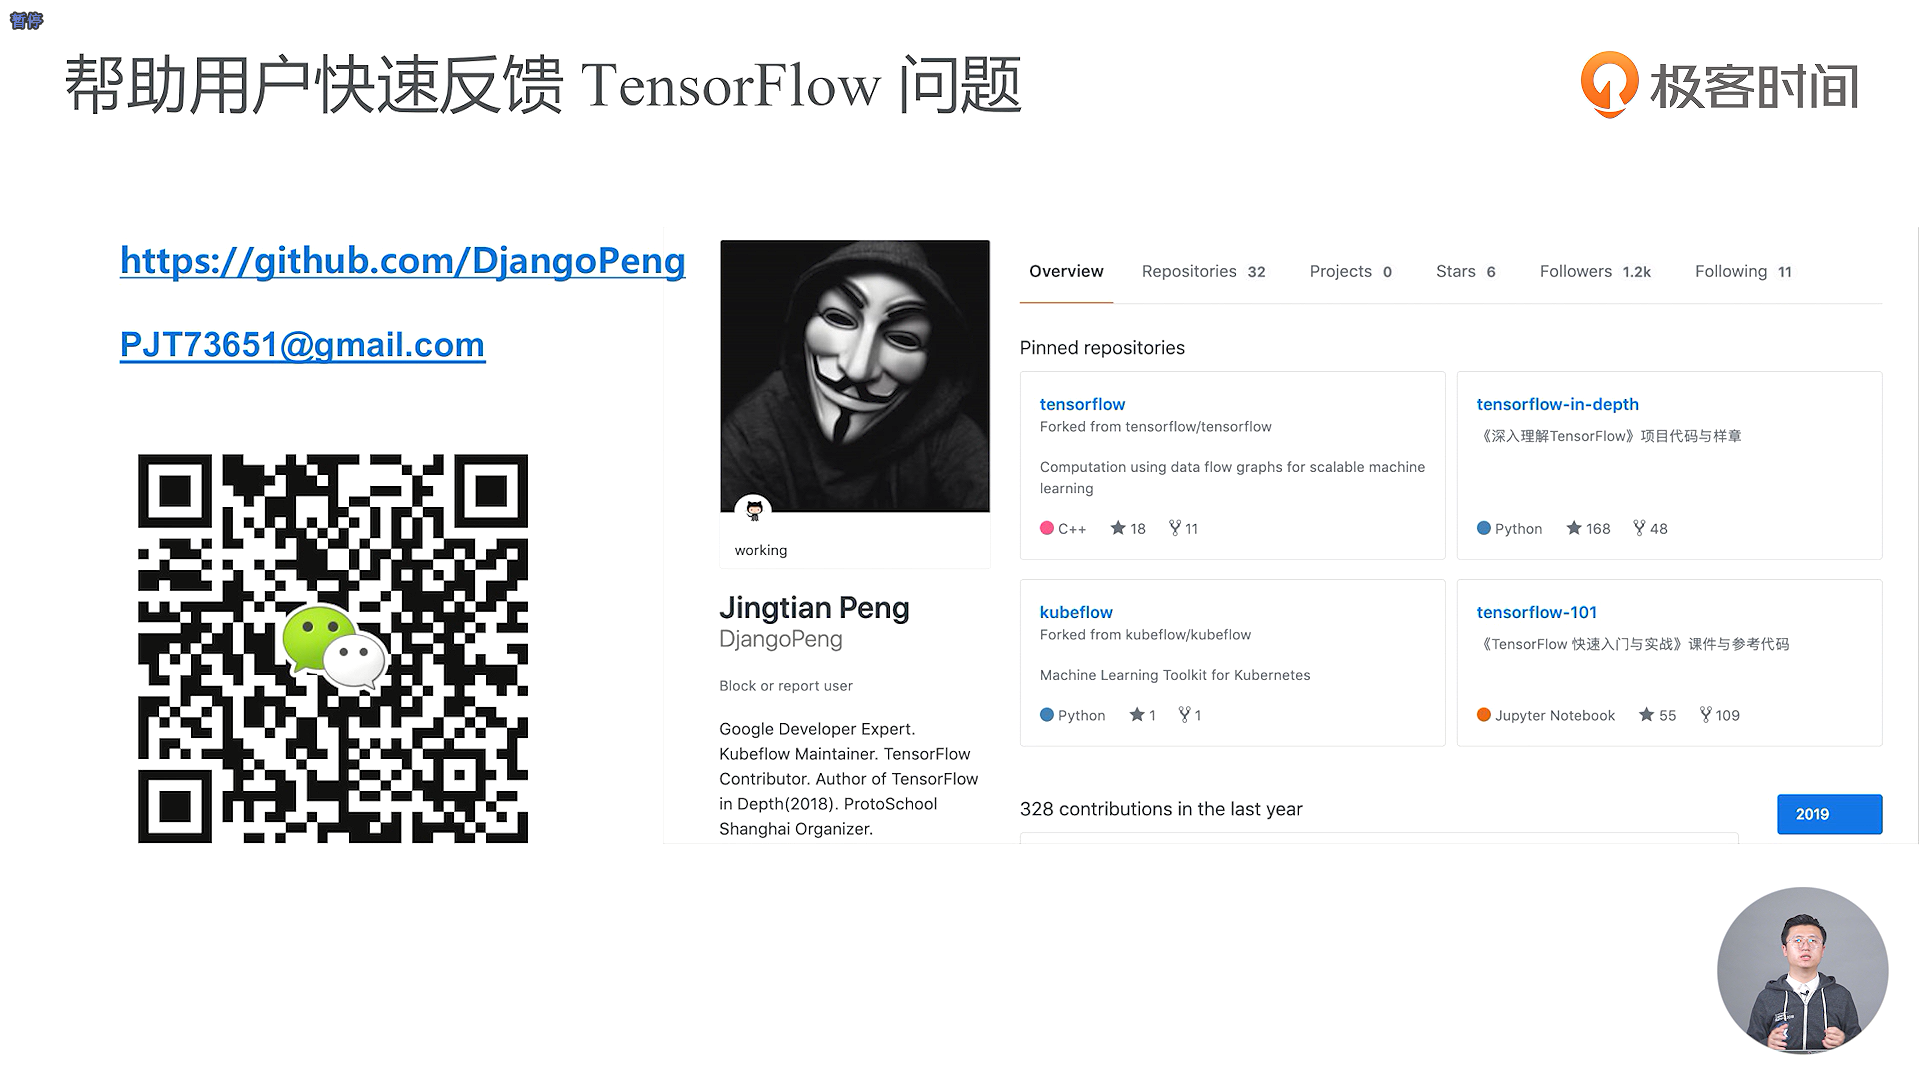 暂停
帮助用户快速反馈 TensorFlow 问题
极客时间
https://github.com/DjangoPeng
PJT73651@gmail.com
working
Jingtian Peng
DjangoPeng
Block or report user
Google Developer Expert.
Kubeflow Maintainer. TensorFlow
Contributor. Author of TensorFlow
in Depth(2018). ProtoSchool
Shanghai Organizer.
Overview Repositories 32 Projects 0 Stars 6 Followers 1.2k Following 11
Pinned repositories
tensorflow
Forked from tensorflow/tensorflow
Computation using data flow graphs for scalable machine
learning
C++ 18 11
tensorflow-in-depth
《深入理解TensorFlow》项目代码与样章
Python 168 48
kubeflow
Forked from kubeflow/kubeflow
Machine Learning Toolkit for Kubernetes
Python 1 1
tensorflow-101
《TensorFlow 快速入门与实战》课件与参考代码
Jupyter Notebook 55 109
328 contributions in the last year
2019